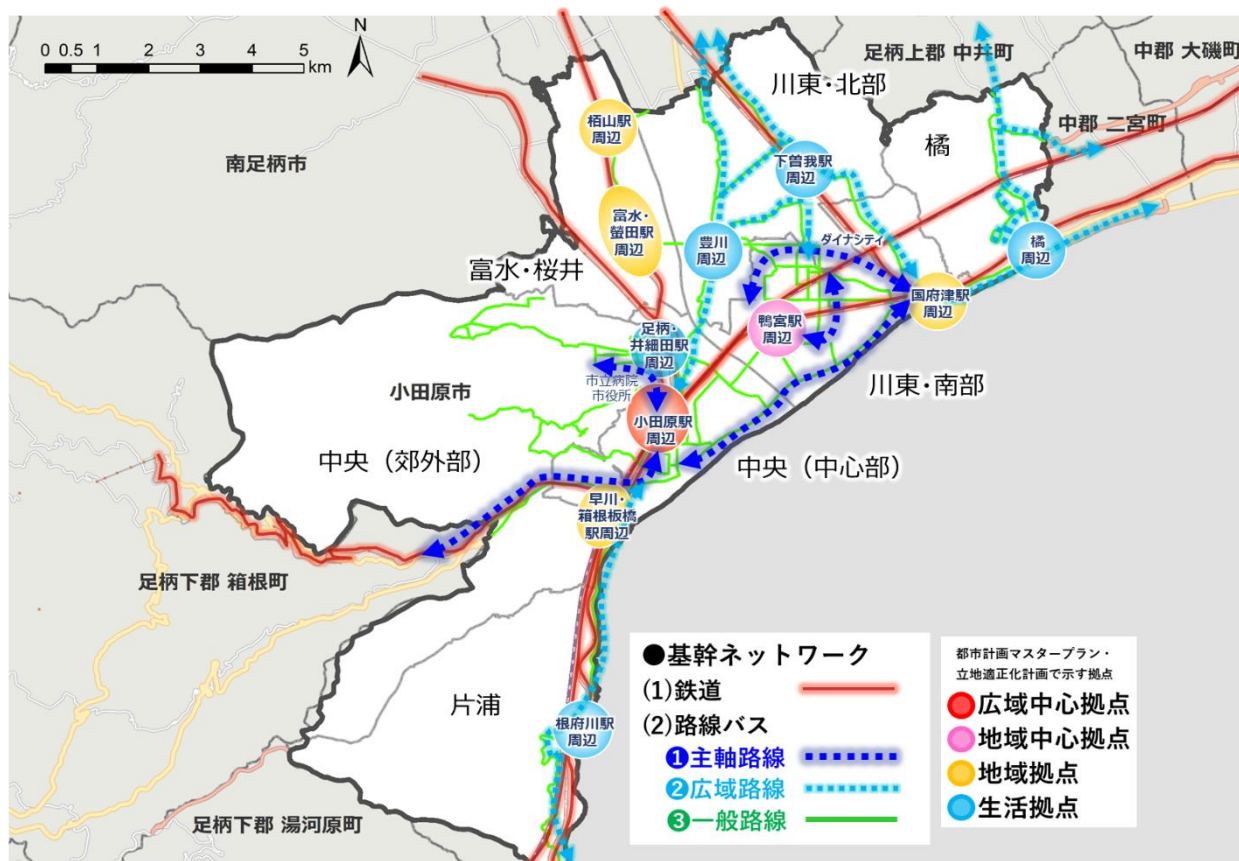 N
0 0.5 1 2 3 4 5
km
足柄上郡 中井町
中郡 大磯町
川東・北部
栢山駅
周辺
中郡 二宮町
橘
南足柄市
下曽我駅
周辺
富水・
螢田駅
周辺
豊川
周辺
ダイナシティ
橘
周辺
富水・桜井
国府津駅
周辺
鴨宮駅
周辺
足柄・
井細田駅
周辺
市立病院
市役所
小田原市
川東・南部
小田原駅
周辺
中央（郊外部）
中央（中心部）
早川・
箱根板橋
駅周辺
足柄下郡 箱根町
片浦
根府川駅
周辺
足柄下郡 湯河原町
●基幹ネットワーク
(1)鉄道
(2)路線バス
❶主軸路線
❷広域路線
❸一般路線
都市計画マスタープラン・
立地適正化計画で示す拠点
広域中心拠点
地域中心拠点
地域拠点
生活拠点